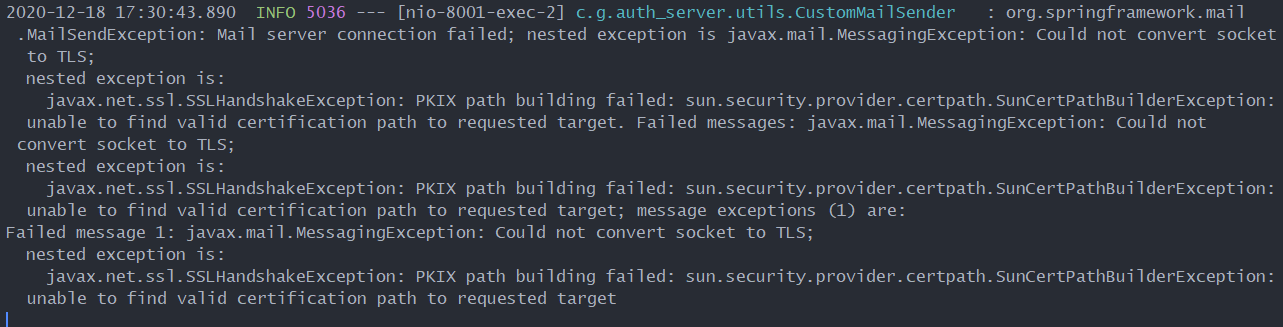 2020-12-18 17:30:43.890  INFO 5036 --- [nio-8001-exec-2] c.g.auth_server.utils.CustomMailSender   : org.springframework.mail
.MailSendException: Mail server connection failed; nested exception is javax.mail.MessagingException: Could not convert socket
to TLS;
nested exception is:
javax.net.ssl.SSLHandshakeException: PKIX path building failed: sun.security.provider.certpath.SunCertPathBuilderException:
unable to find valid certification path to requested target. Failed messages: javax.mail.MessagingException: Could not
convert socket to TLS;
nested exception is:
javax.net.ssl.SSLHandshakeException: PKIX path building failed: sun.security.provider.certpath.SunCertPathBuilderException:
unable to find valid certification path to requested target; message exceptions (1) are:
Failed message 1: javax.mail.MessagingException: Could not convert socket to TLS;
nested exception is:
javax.net.ssl.SSLHandshakeException: PKIX path building failed: sun.security.provider.certpath.SunCertPathBuilderException:
unable to find valid certification path to requested target